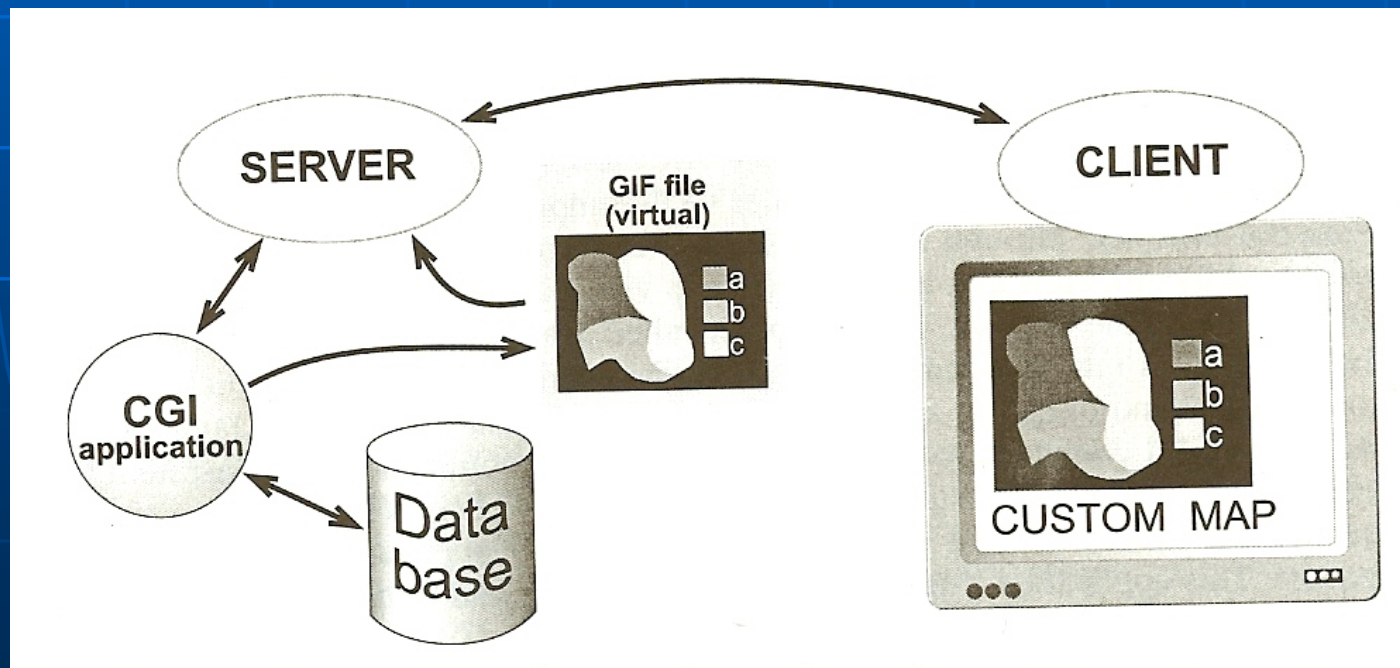 SERVER
CLIENT
GIF file
(virtual)
a
b
c
CGI
application
Data
base
a
b
c
CUSTOM MAP